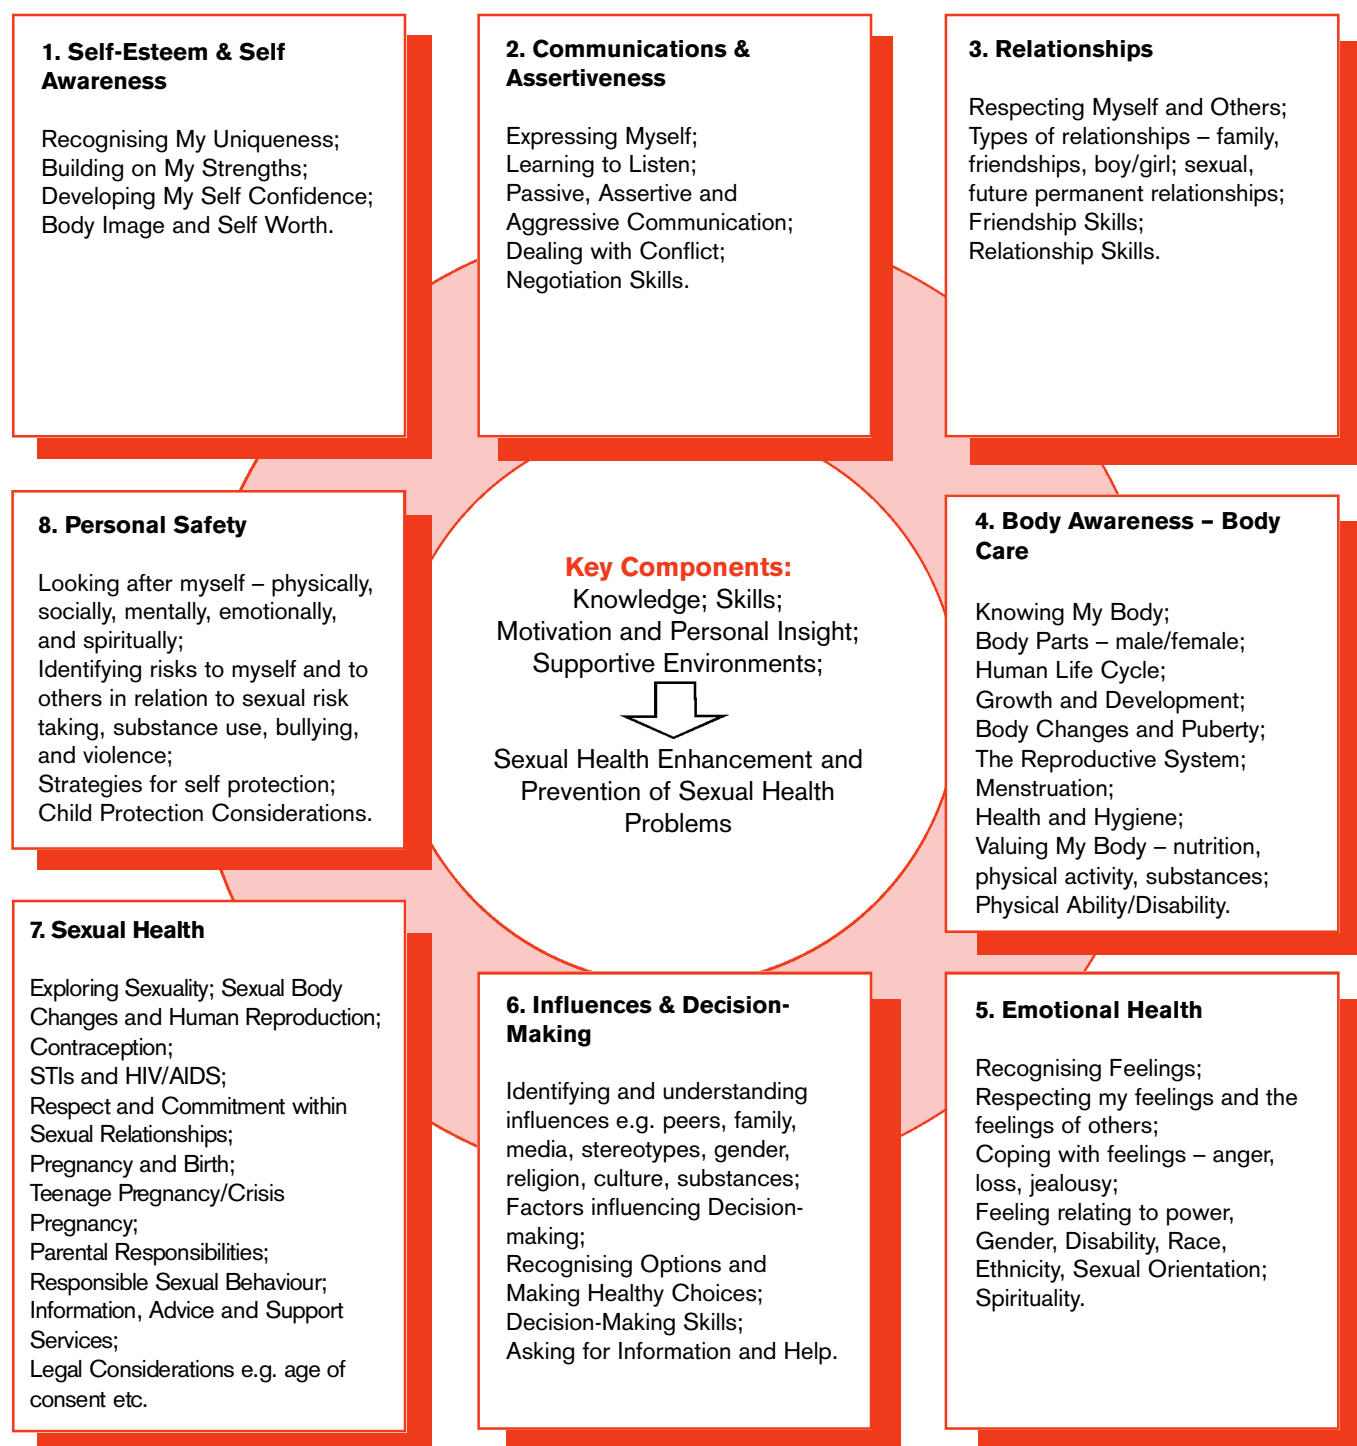 1. Self-Esteem & Self
Awareness
Recognising My Uniqueness;
Building on My Strengths;
Developing My Self Confidence;
Body Image and Self Worth.
2. Communications &
Assertiveness
Expressing Myself;
Learning to Listen;
Passive, Assertive and
Aggressive Communication;
Dealing with Conflict;
Negotiation Skills.
3. Relationships
Respecting Myself and Others;
Types of relationships – family,
friendships, boy/girl; sexual,
future permanent relationships;
Friendship Skills;
Relationship Skills.
8. Personal Safety
Looking after myself – physically,
socially, mentally, emotionally,
and spiritually;
Identifying risks to myself and to
others in relation to sexual risk
taking, substance use, bullying,
and violence;
Strategies for self protection;
Child Protection Considerations.
Key Components:
Knowledge; Skills;
Motivation and Personal Insight;
Supportive Environments;
Sexual Health Enhancement and
Prevention of Sexual Health
Problems
4. Body Awareness – Body
Care
Knowing My Body;
Body Parts – male/female;
Human Life Cycle;
Growth and Development;
Body Changes and Puberty;
The Reproductive System;
Menstruation;
Health and Hygiene;
Valuing My Body – nutrition,
physical activity, substances;
Physical Ability/Disability.
7. Sexual Health
Exploring Sexuality; Sexual Body
Changes and Human Reproduction;
Contraception;
STIs and HIV/AIDS;
Respect and Commitment within
Sexual Relationships;
Pregnancy and Birth;
Teenage Pregnancy/Crisis
Pregnancy;
Parental Responsibilities;
Responsible Sexual Behaviour;
Information, Advice and Support
Services;
Legal Considerations e.g. age of
consent etc.
6. Influences & Decision-
Making
Identifying and understanding
influences e.g. peers, family,
media, stereotypes, gender,
religion, culture, substances;
Factors influencing Decision-
making;
Recognising Options and
Making Healthy Choices;
Decision-Making Skills;
Asking for Information and Help.
5. Emotional Health
Recognising Feelings;
Respecting my feelings and the
feelings of others;
Coping with feelings – anger,
loss, jealousy;
Feeling relating to power,
Gender, Disability, Race,
Ethnicity, Sexual Orientation;
Spirituality.